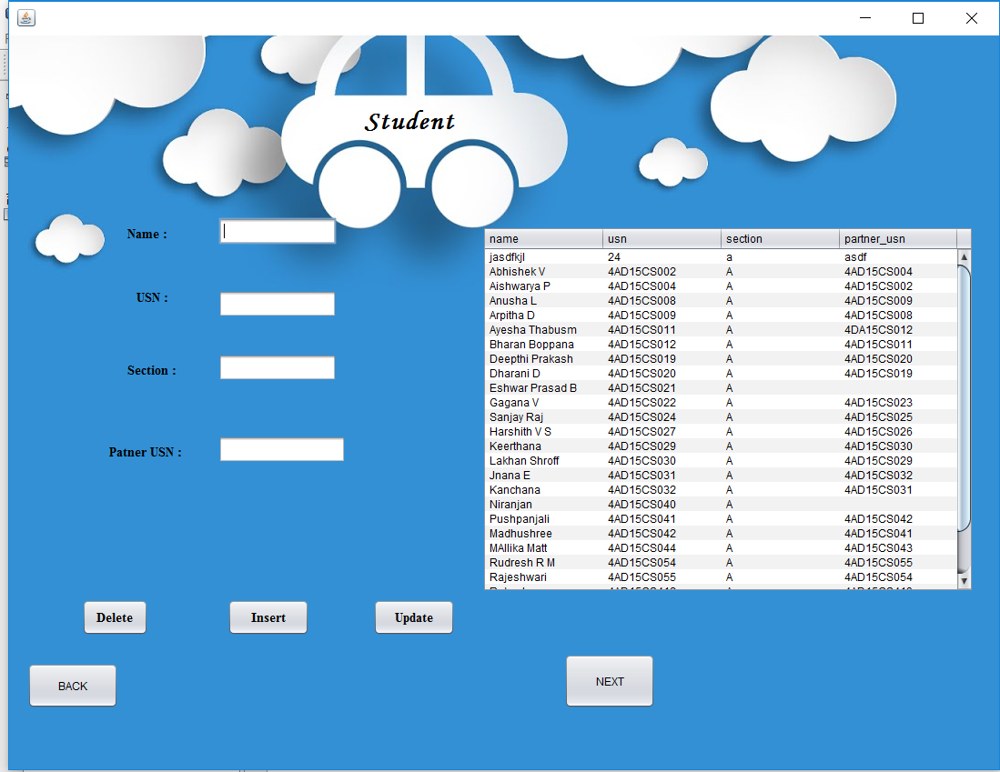 Student
Name :
USN :
Section :
Patner USN :
name usn section partner_usn
jasdfkjl 24 a asdf
Abhishek V 4AD15CS002 A 4AD15CS004
Aishwarya P 4AD15CS004 A 4AD15CS002
Anusha L 4AD15CS008 A 4AD15CS009
Arpitha D 4AD15CS009 A 4AD15CS008
Ayesha Thabusm 4AD15CS011 A 4DA15CS012
Bharan Boppana 4AD15CS012 A 4AD15CS011
Deepthi Prakash 4AD15CS019 A 4AD15CS020
Dharani D 4AD15CS020 A 4AD15CS019
Eshwar Prasad B 4AD15CS021 A
Gagana V 4AD15CS022 A 4AD15CS023
Sanjay Raj 4AD15CS024 A 4AD15CS025
Harshith V S 4AD15CS027 A 4AD15CS026
Keerthana 4AD15CS029 A 4AD15CS030
Lakhan Shroff 4AD15CS030 A 4AD15CS029
Jnana E 4AD15CS031 A 4AD15CS032
Kanchana 4AD15CS032 A 4AD15CS031
Niranjan 4AD15CS040 A
Pushpanjali 4AD15CS041 A 4AD15CS042
Madhushree 4AD15CS042 A 4AD15CS041
MAllika Matt 4AD15CS044 A 4AD15CS043
Rudresh R M 4AD15CS054 A 4AD15CS055
Rajeshwari 4AD15CS055 A 4AD15CS054
Delete Insert Update
BACK NEXT